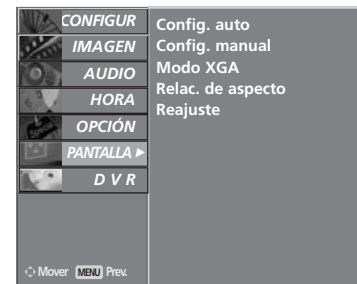 CONFIGUR
IMAGEN
AUDIO
HORA
OPCIÓN
PANTALLA ►
D V R
Mover MENU Prev.
Config. auto
Config. manual
Modo XGA
Relac. de aspecto
Reajuste